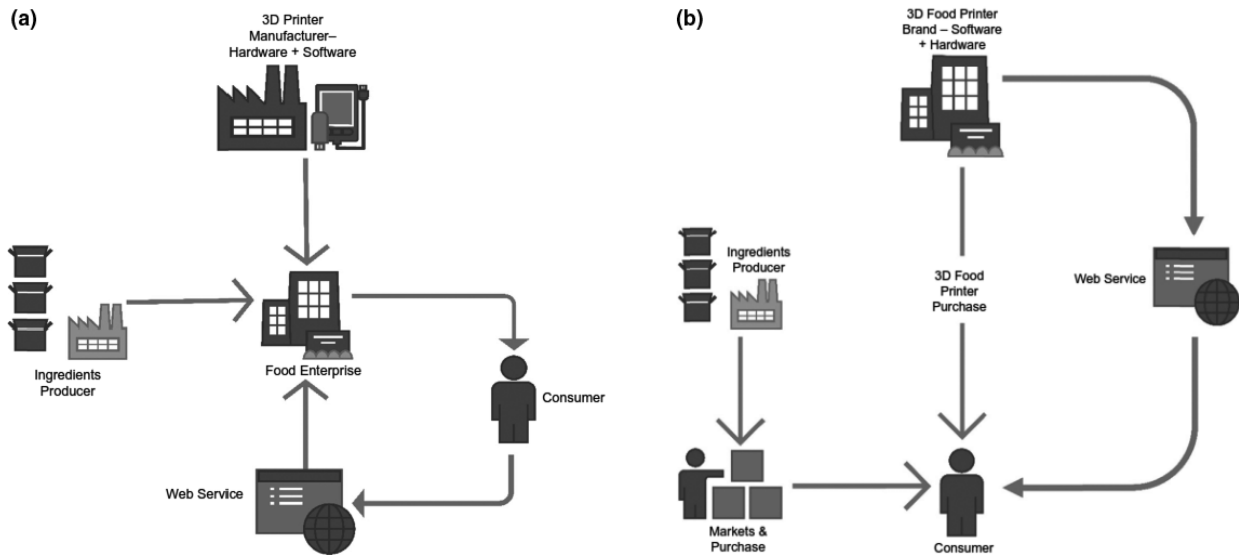 (a)
3D Printer
Manufacturer–
Hardware + Software
Ingredients
Producer
Food Enterprise
Consumer
Web Service
(b)
3D Food Printer
Brand – Software
+ Hardware
Ingredients
Producer
3D Food
Printer
Purchase
Web Service
Markets &
Purchase
Consumer